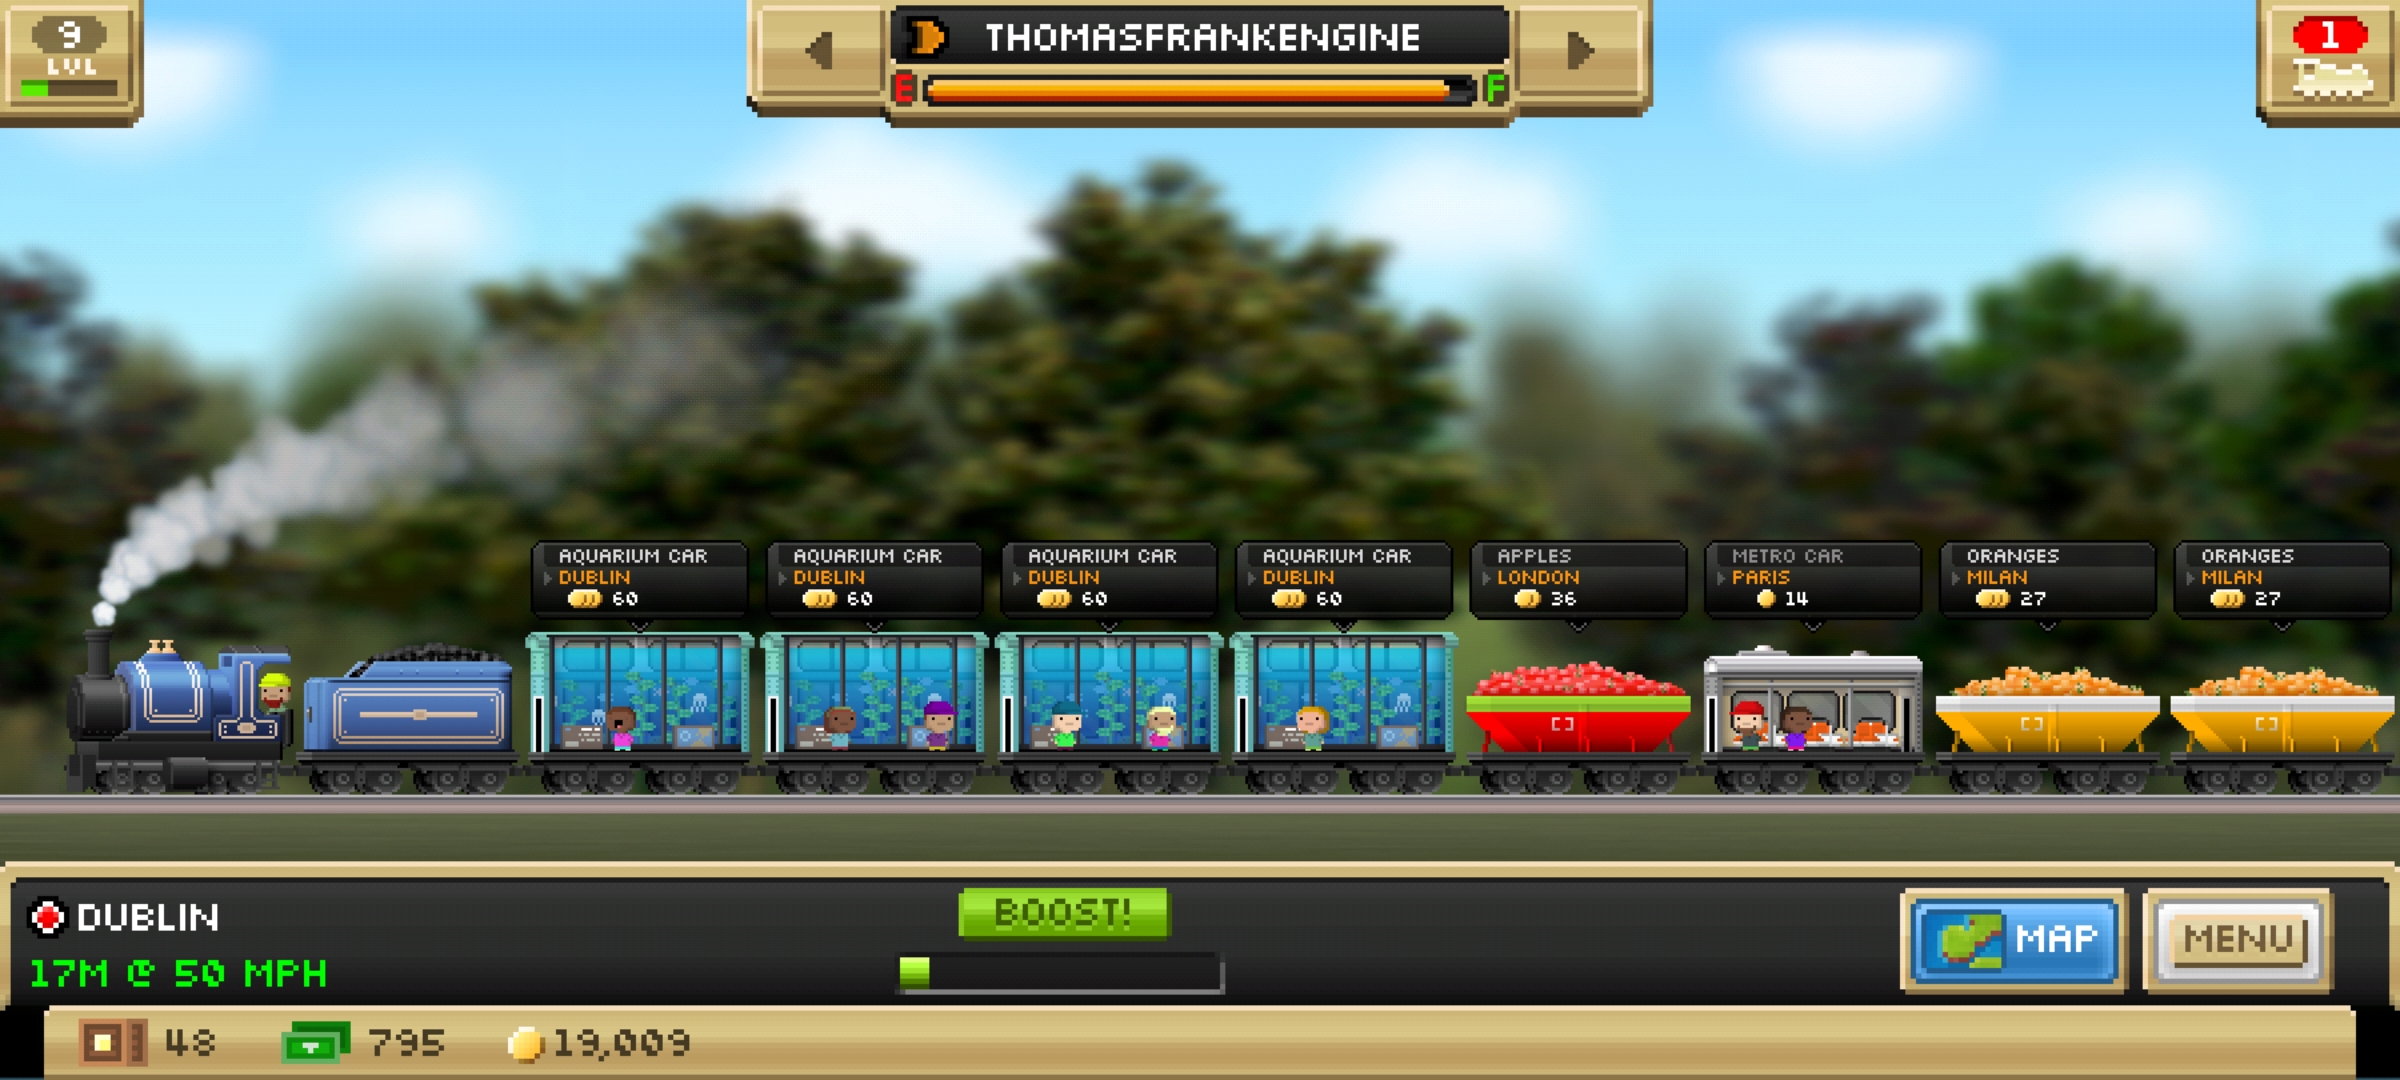 9
LVL
THOMASFRANKENGINE
E F
1
AQUARIUM CAR
DUBLIN
60
AQUARIUM CAR
DUBLIN
60
AQUARIUM CAR
DUBLIN
60
AQUARIUM CAR
DUBLIN
60
APPLES
LONDON
36
METRO CAR
PARIS
14
ORANGES
MILAN
27
ORANGES
MILAN
27
DUBLIN
17M @ 50 MPH
BOOST!
MAP
MENU
48 795 19,009